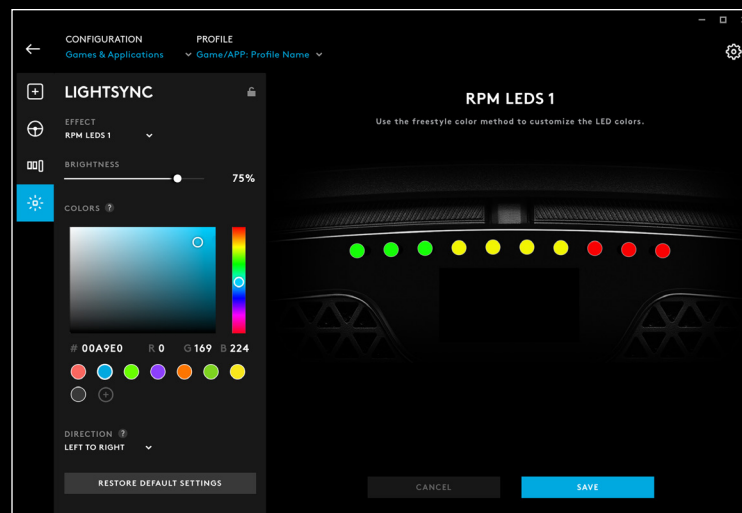 CONFIGURATION
PROFILE
Games & Applications
Game/APP: Profile Name
LIGHTSYNC
EFFECT
RPM LEDS 1
BRIGHTNESS
75%
COLORS ?
# 00A9E0 R 0 G 169 B 224
DIRECTION ?
LEFT TO RIGHT
RESTORE DEFAULT SETTINGS
RPM LEDS 1
Use the freestyle color method to customize the LED colors.
CANCEL
SAVE